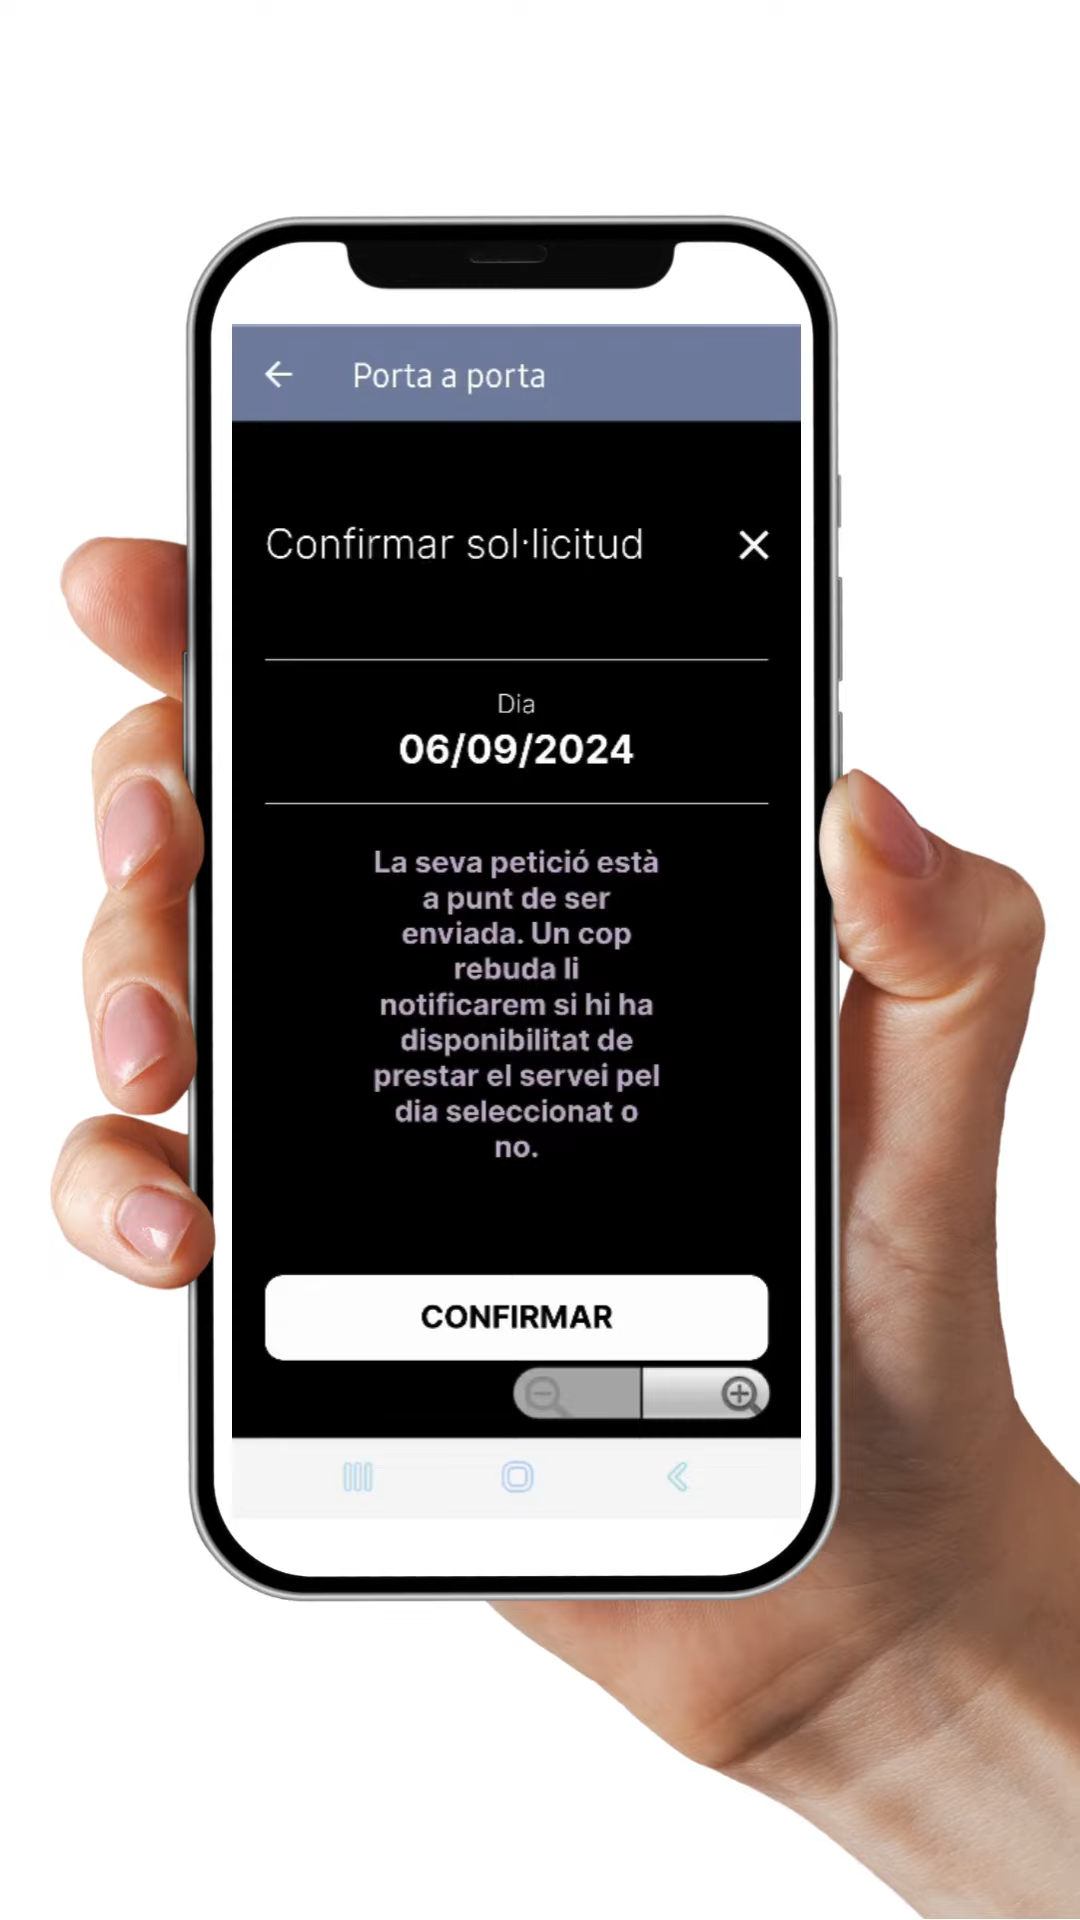 Porta a porta
Confirmar sol·licitud
Dia
06/09/2024
La seva petició està
a punt de ser
enviada. Un cop
rebuda li
notificarem si hi ha
disponibilitat de
prestar el servei pel
dia seleccionat o
no.
CONFIRMAR